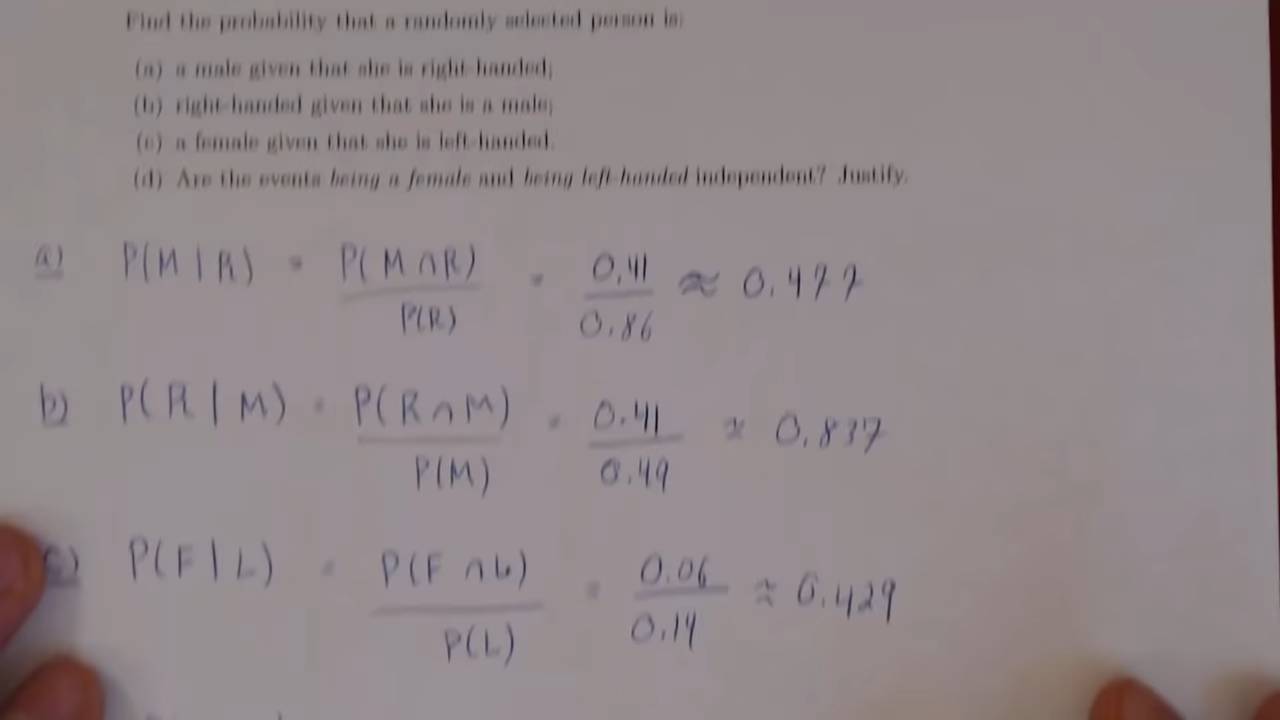 Find the probability that a randomly selected person is:
(a) a male given that she is right-handed;
(b) right-handed given that she is a male;
(c) a female given that she is left-handed.
(d) Are the events being a female and being left-handed independent? Justify.
a) P(M|R) = P(M∩R) / P(R) = 0.41 / 0.86 ≈ 0.477
b) P(R|M) = P(R∩M) / P(M) = 0.41 / 0.49 ≈ 0.837
c) P(F|L) = P(F∩L) / P(L) = 0.06 / 0.14 ≈ 0.429